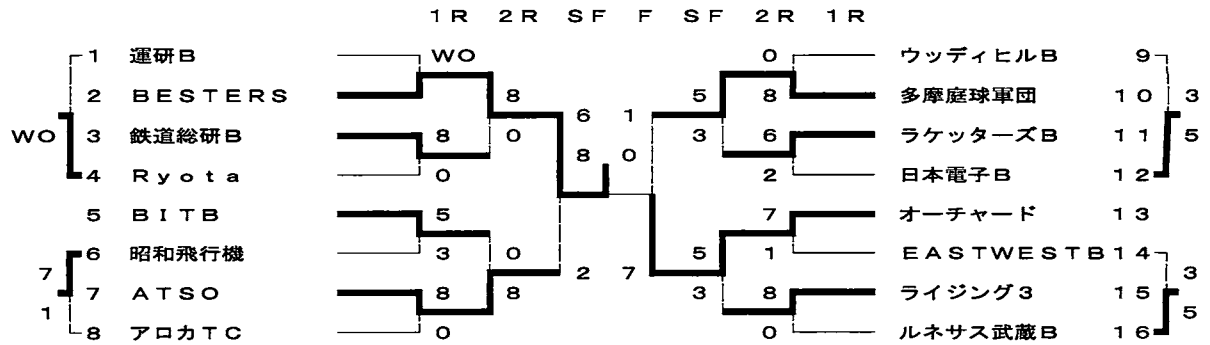 1R 2R SF F SF 2R 1R
1 運研B WO 0 ウッディヒルB 9
2 BESTERS 8 5 8 多摩庭球軍団 10 3
6 1
WO 3 鉄道総研B 8 0 3 6 ラケッターズB 11 5
8 0
4 Ryota 0 2 日本電子B 12
5 BITB 5 7 オーチャード 13
6 昭和飛行機 3 0 5 1 EASTWESTB 14
7 2 7 3
7 ATSO 8 8 3 8 ライジング3 15
1 5
8 アロカTC 0 0 ルネサス武蔵B 16